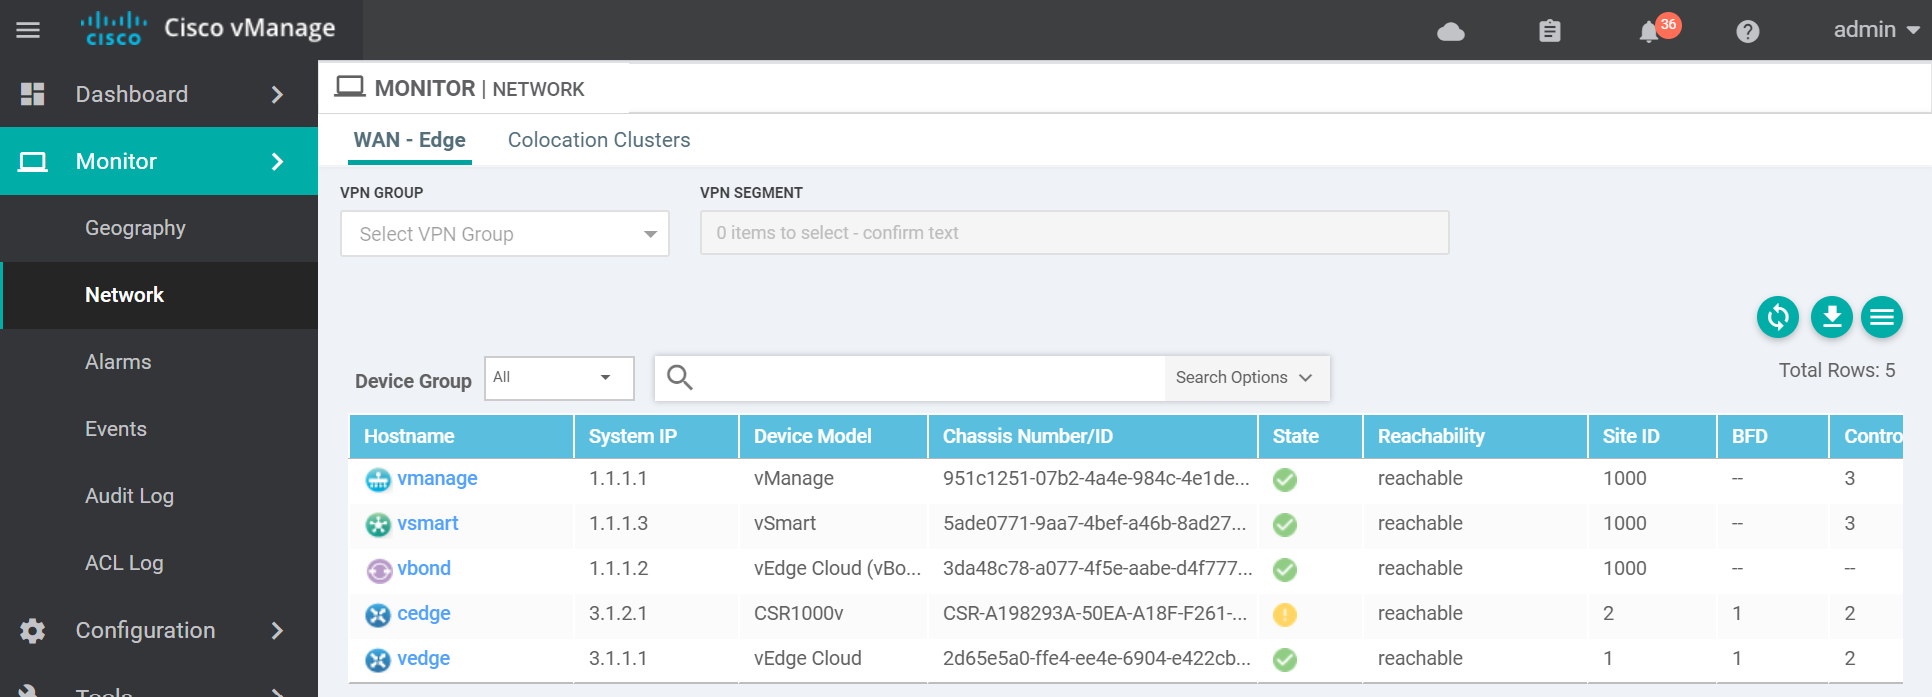 CISCO Cisco vManage
36
admin
Dashboard
Monitor
Geography
Network
Alarms
Events
Audit Log
ACL Log
Configuration
Tools
MONITOR | NETWORK
WAN - Edge Colocation Clusters
VPN GROUP VPN SEGMENT
Select VPN Group 0 items to select - confirm text
Total Rows: 5
Device Group All Search Options
Hostname System IP Device Model Chassis Number/ID State Reachability Site ID BFD Contro
vmanage 1.1.1.1 vManage 951c1251-07b2-4a4e-984c-4e1de... reachable 1000 -- 3
vsmart 1.1.1.3 vSmart 5ade0771-9aa7-4bef-a46b-8ad27... reachable 1000 -- 3
vbond 1.1.1.2 vEdge Cloud (vBo... 3da48c78-a077-4f5e-aabe-d4f777... reachable 1000 -- --
cedge 3.1.2.1 CSR1000v CSR-A198293A-50EA-A18F-F261-... reachable 2 1 2
vedge 3.1.1.1 vEdge Cloud 2d65e5a0-ffe4-ee4e-6904-e422cb... reachable 1 1 2